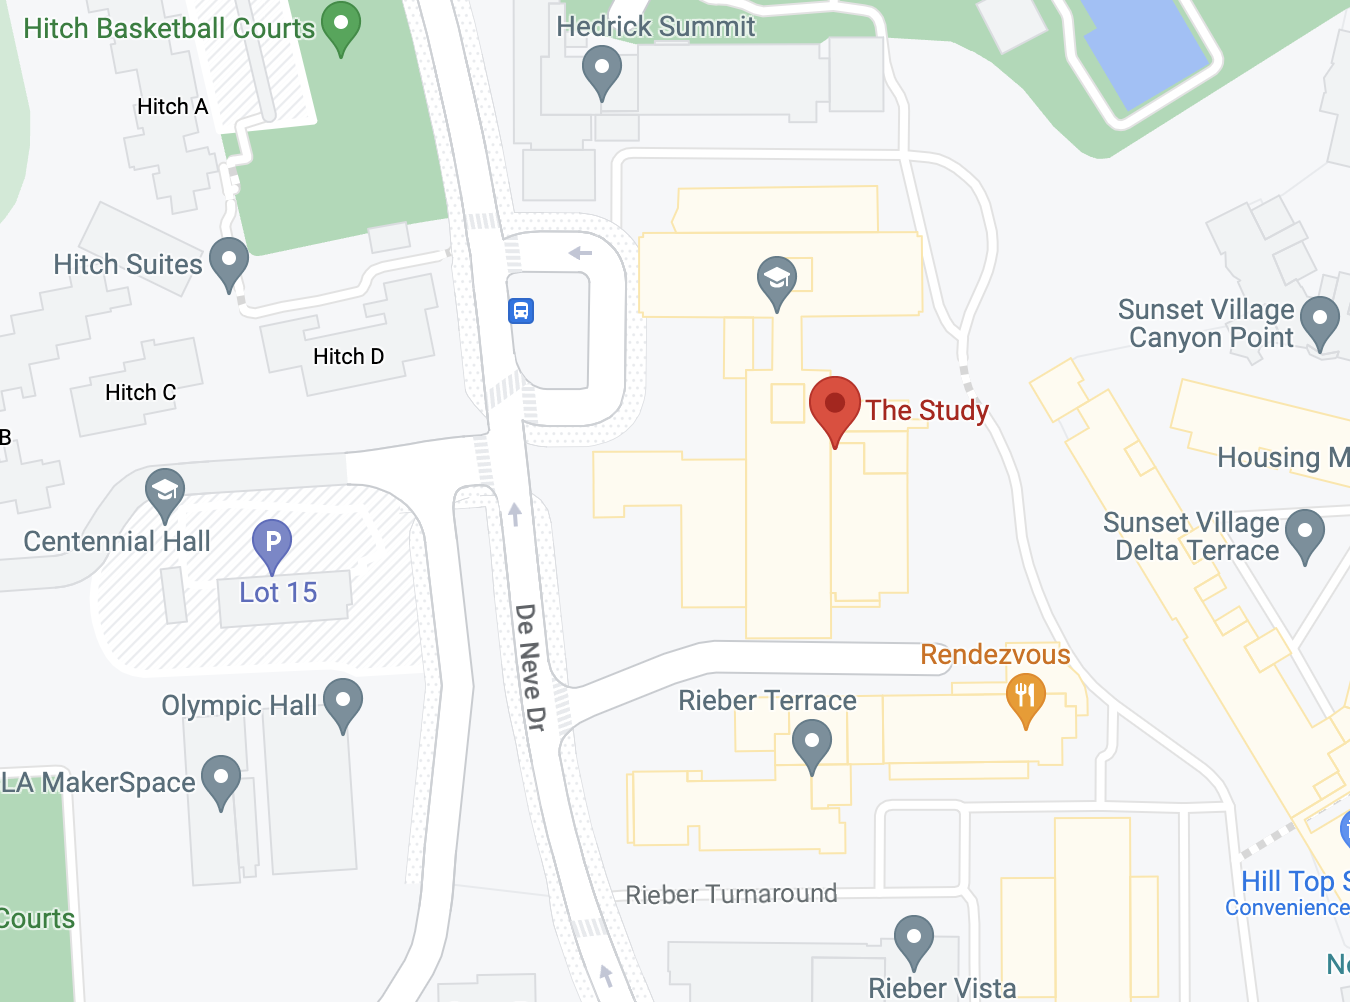 Hitch Basketball Courts
Hedrick Summit
Hitch A
Hitch Suites
Sunset Village
Canyon Point
Hitch D
Hitch C
The Study
B
Housing M
Centennial Hall
Sunset Village
Delta Terrace
P
Lot 15
De Neve Dr
Rendezvous
Olympic Hall
Rieber Terrace
LA MakerSpace
Hill Top S
Convenience
Rieber Turnaround
Courts
Ne
Rieber Vista